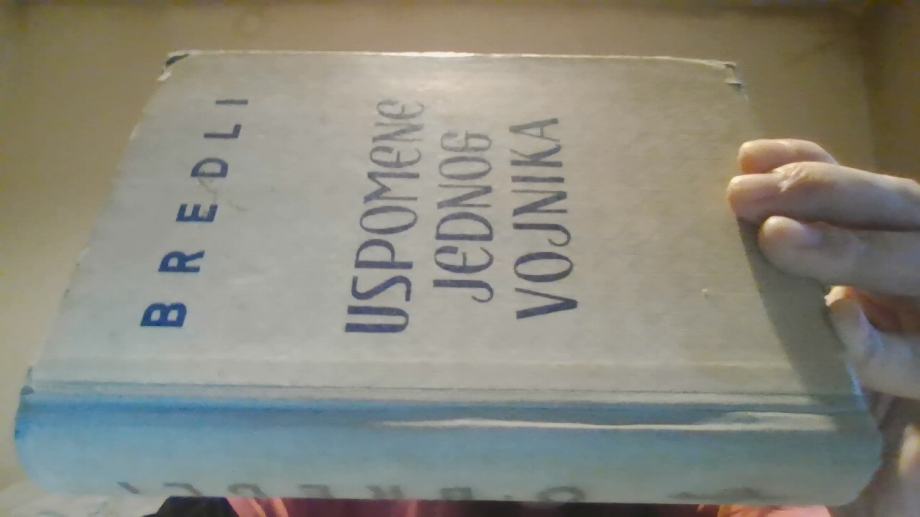 BREDLI
USPOMENE
JEDNOG
VOJNIKA